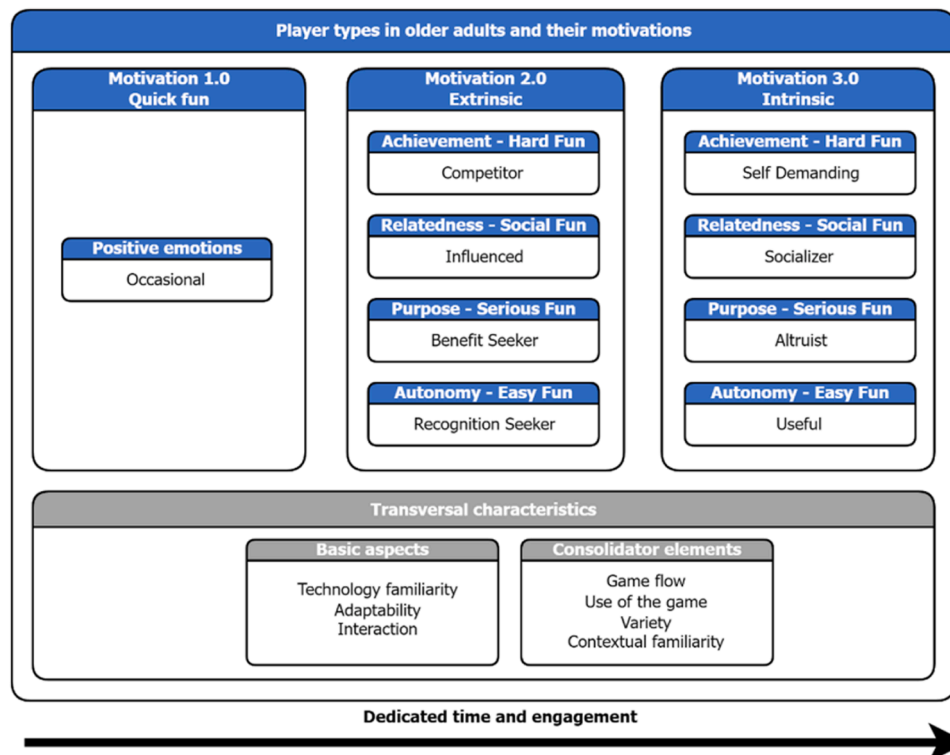 Player types in older adults and their motivations
Motivation 1.0
Quick fun
Positive emotions
Occasional
Motivation 2.0
Extrinsic
Achievement - Hard Fun
Competitor
Relatedness - Social Fun
Influenced
Purpose - Serious Fun
Benefit Seeker
Autonomy - Easy Fun
Recognition Seeker
Motivation 3.0
Intrinsic
Achievement - Hard Fun
Self Demanding
Relatedness - Social Fun
Socializer
Purpose - Serious Fun
Altruist
Autonomy - Easy Fun
Useful
Transversal characteristics
Basic aspects
Technology familiarity
Adaptability
Interaction
Consolidator elements
Game flow
Use of the game
Variety
Contextual familiarity
Dedicated time and engagement